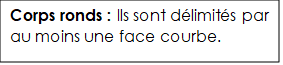 Corps ronds : Ils sont délimités par
au moins une face courbe.